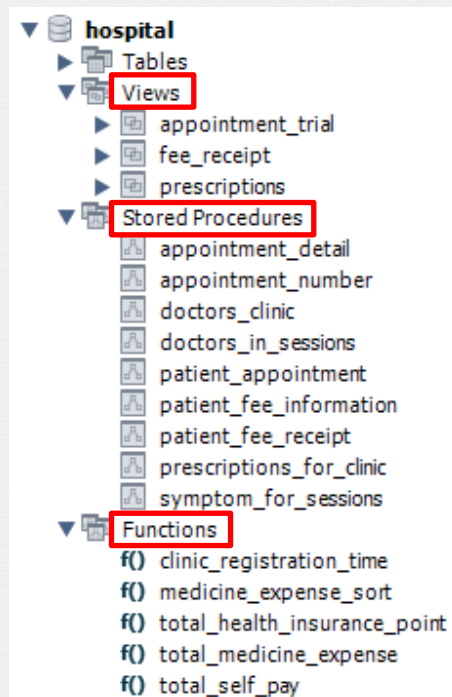 hospital
Tables
Views
appointment_trial
fee_receipt
prescriptions
Stored Procedures
appointment_detail
appointment_number
doctors_clinic
doctors_in_sessions
patient_appointment
patient_fee_information
patient_fee_receipt
prescriptions_for_clinic
symptom_for_sessions
Functions
f() clinic_registration_time
f() medicine_expense_sort
f() total_health_insurance_point
f() total_medicine_expense
f() total_self_pay